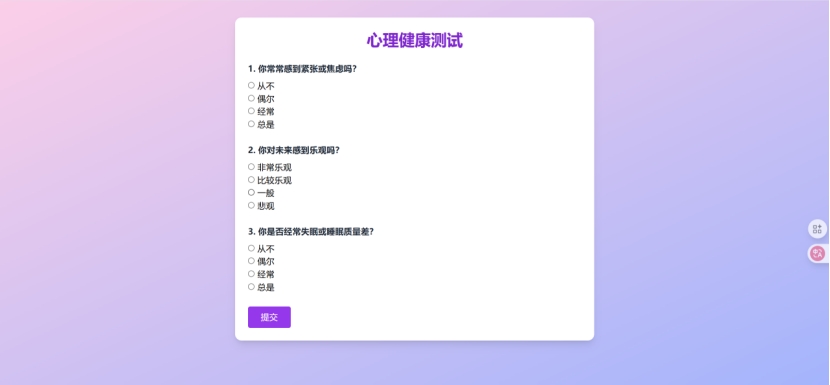 心理健康测试
1. 你常常感到紧张或焦虑吗?
从不
偶尔
经常
总是
2. 你对未来感到乐观吗?
非常乐观
比较乐观
一般
悲观
3. 你是否经常失眠或睡眠质量差?
从不
偶尔
经常
总是
提交